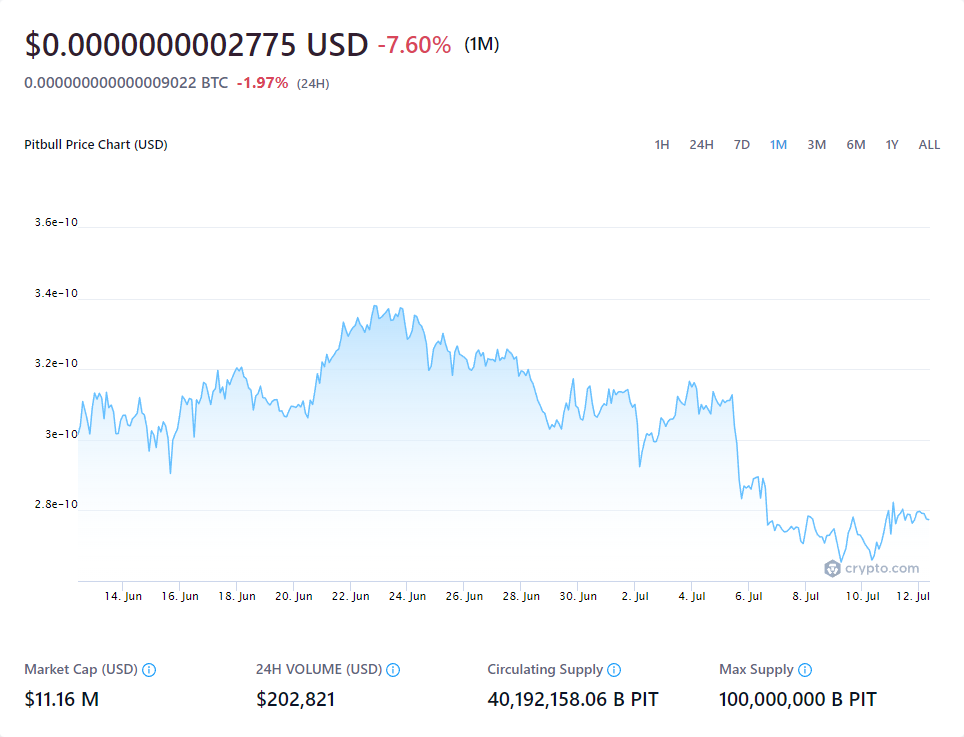 $0.0000000002775 USD -7.60% (1M)
0.000000000000009022 BTC -1.97% (24H)
Pitbull Price Chart (USD) 1H 24H 7D 1M 3M 6M 1Y ALL
3.6e-10
3.4e-10
3.2e-10
3e-10
2.8e-10
crypto.com
14. Jun 16. Jun 18. Jun 20. Jun 22. Jun 24. Jun 26. Jun 28. Jun 30. Jun 2. Jul 4. Jul 6. Jul 8. Jul 10. Jul 12. Jul
Market Cap (USD) 24H VOLUME (USD) Circulating Supply Max Supply
$11.16 M $202,821 40,192,158.06 B PIT 100,000,000 B PIT